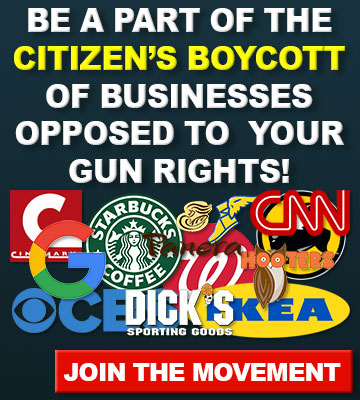 BE A PART OF THE
CITIZEN'S BOYCOTT
OF BUSINESSES
OPPOSED TO YOUR
GUN RIGHTS!
C
CINEMARK
STARBUCKS
COFFEE
Panera
CNN
G
W
HOOTERS
CBS
DICK'S
SPORTING GOODS
IKEA
JOIN THE MOVEMENT